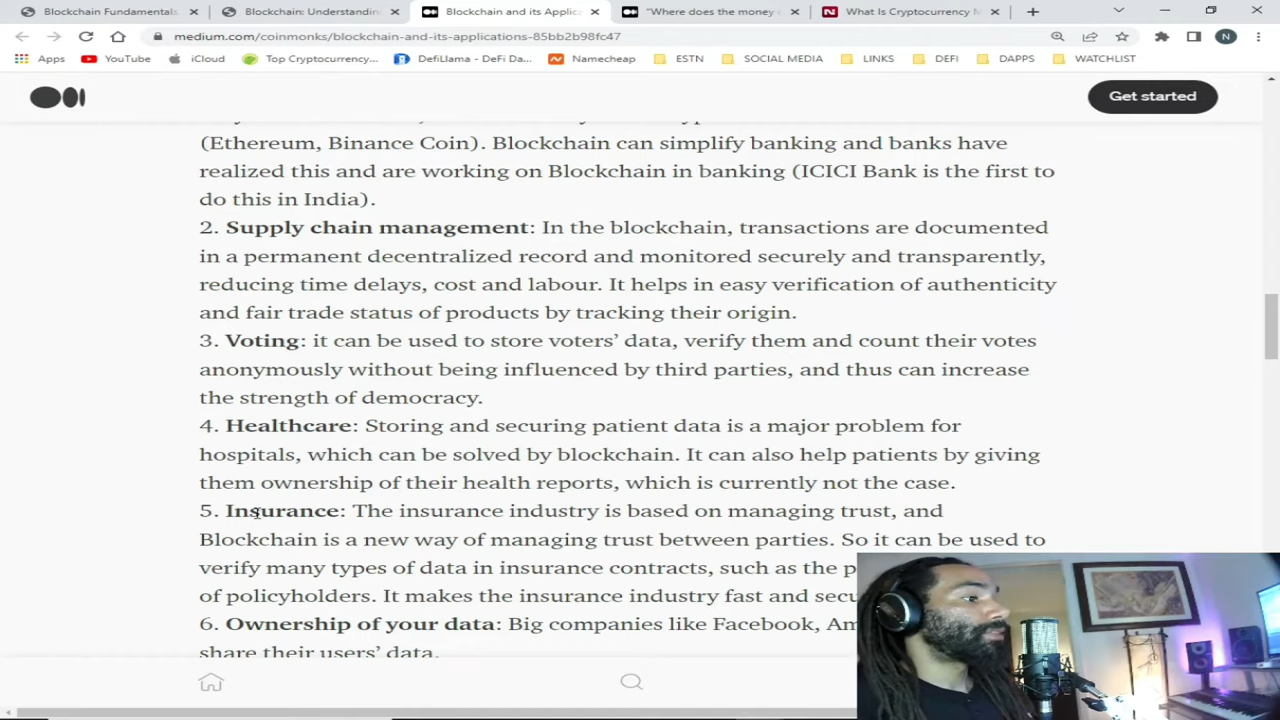 Blockchain Fundamentals
Blockchain: Understandin
Blockchain and its Applica
"Where does the money
What Is Cryptocurrency
medium.com/coinmonks/blockchain-and-its-applications-85bb2b98fc47
N
Apps
YouTube
iCloud
Top Cryptocurrency...
DefiLlama - DeFi Da...
Namecheap
ESTN
SOCIAL MEDIA
LINKS
DEFI
DAPPS
WATCHLIST
Get started
(Ethereum, Binance Coin). Blockchain can simplify banking and banks have
realized this and are working on Blockchain in banking (ICICI Bank is the first to
do this in India).
2. Supply chain management: In the blockchain, transactions are documented
in a permanent decentralized record and monitored securely and transparently,
reducing time delays, cost and labour. It helps in easy verification of authenticity
and fair trade status of products by tracking their origin.
3. Voting: it can be used to store voters' data, verify them and count their votes
anonymously without being influenced by third parties, and thus can increase
the strength of democracy.
4. Healthcare: Storing and securing patient data is a major problem for
hospitals, which can be solved by blockchain. It can also help patients by giving
them ownership of their health reports, which is currently not the case.
5. Insurance: The insurance industry is based on managing trust, and
Blockchain is a new way of managing trust between parties. So it can be used to
verify many types of data in insurance contracts, such as the p
of policyholders. It makes the insurance industry fast and secu
6. Ownership of your data: Big companies like Facebook, Am
share their users' data.